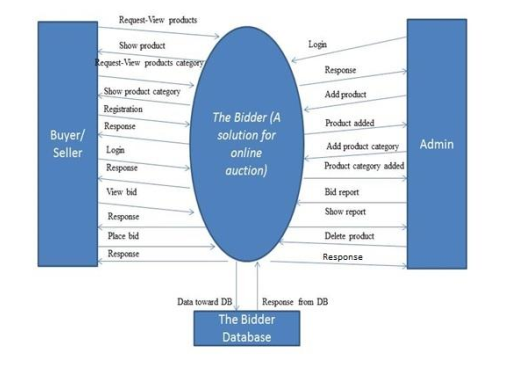 Request-View products
Show product
Request-View products category
Show product category
Registration
Response
Login
Response
View bid
Response
Place bid
Response
Buyer/
Seller
The Bidder (A
solution for
online
auction)
Login
Response
Add product
Product added
Add product category
Product category added
Bid report
Show report
Delete product
Response
Admin
Data toward DB
Response from DB
The Bidder
Database